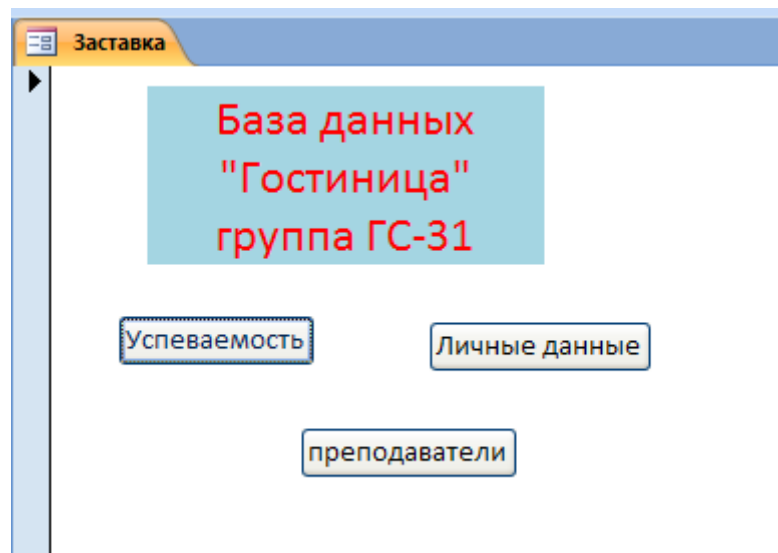 Заставка
База данных
"Гостиница"
группа ГС-31
Успеваемость
Личные данные
преподаватели